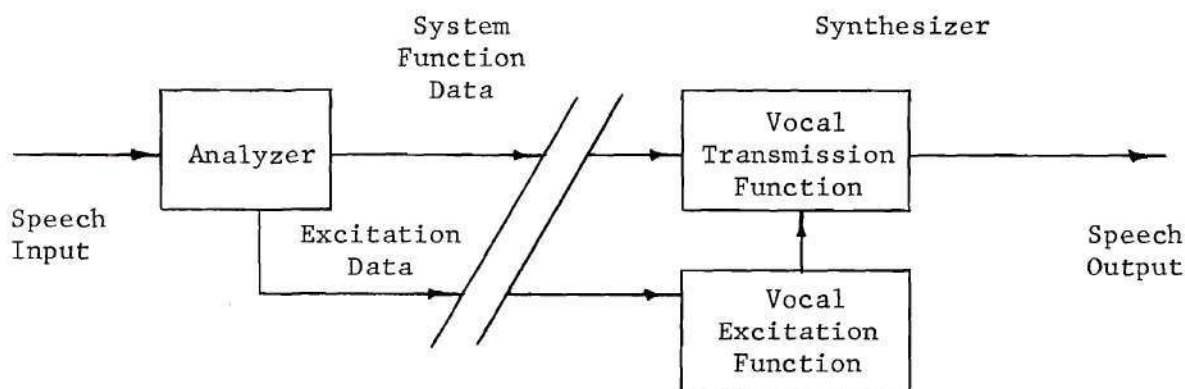 System
Function
Data
Synthesizer
Analyzer
Vocal
Transmission
Function
Speech
Input
Excitation
Data
Speech
Output
Vocal
Excitation
Function